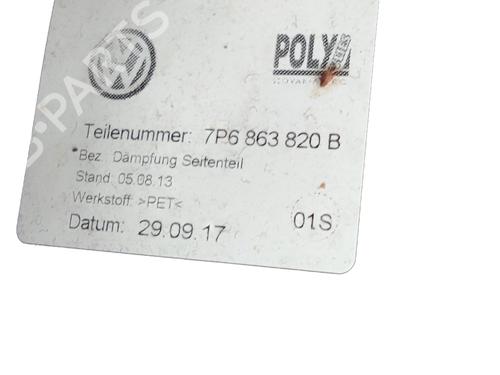 POLY
Teilenummer: 7P6 863 820 B
Bez. Dämpfung Seitenteil
Stand: 05.08.13
Werkstoff: >PET<
Datum: 29.09.17
01S